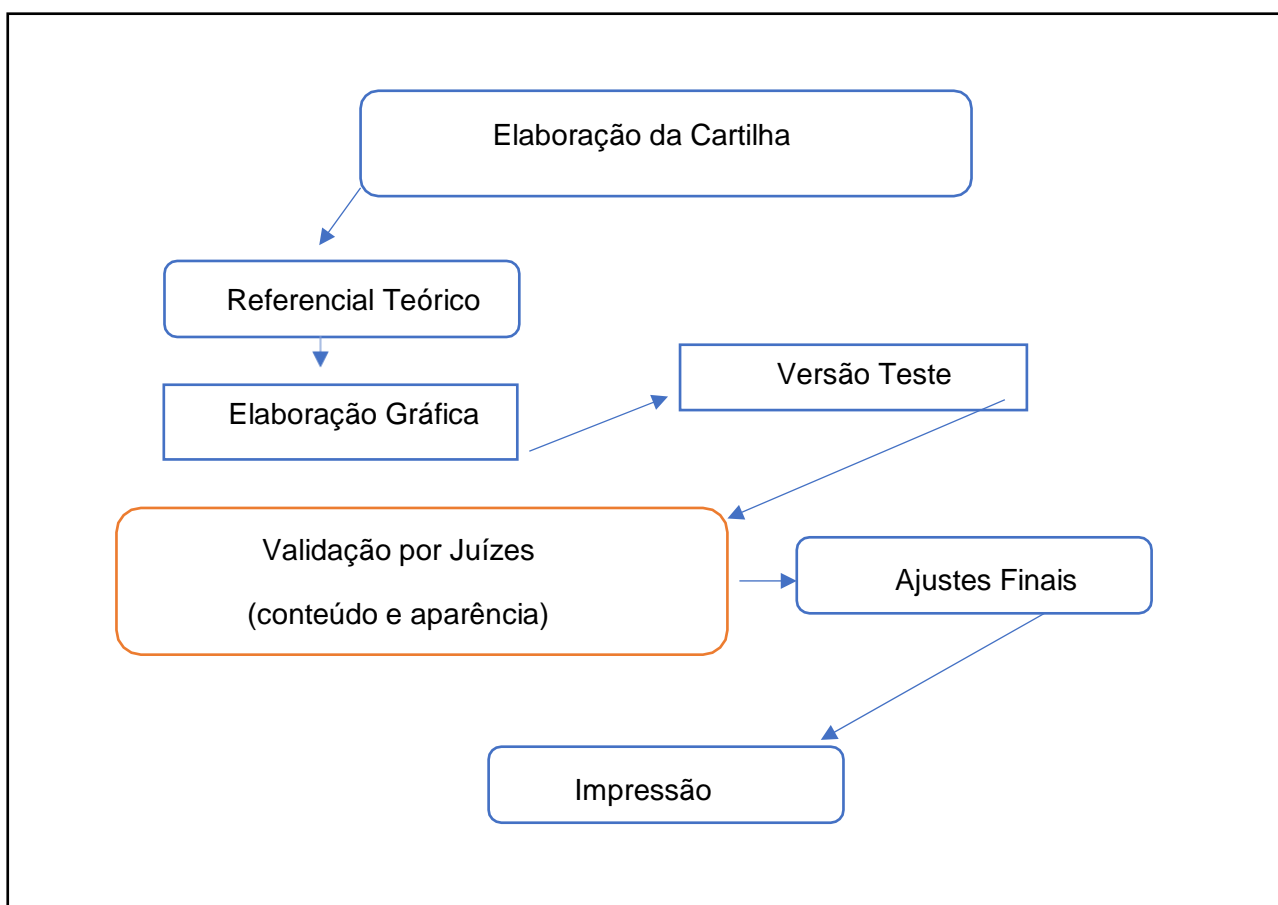 Elaboração da Cartilha
Referencial Teórico
Elaboração Gráfica
Versão Teste
Validação por Juízes
(conteúdo e aparência)
Ajustes Finais
Impressão